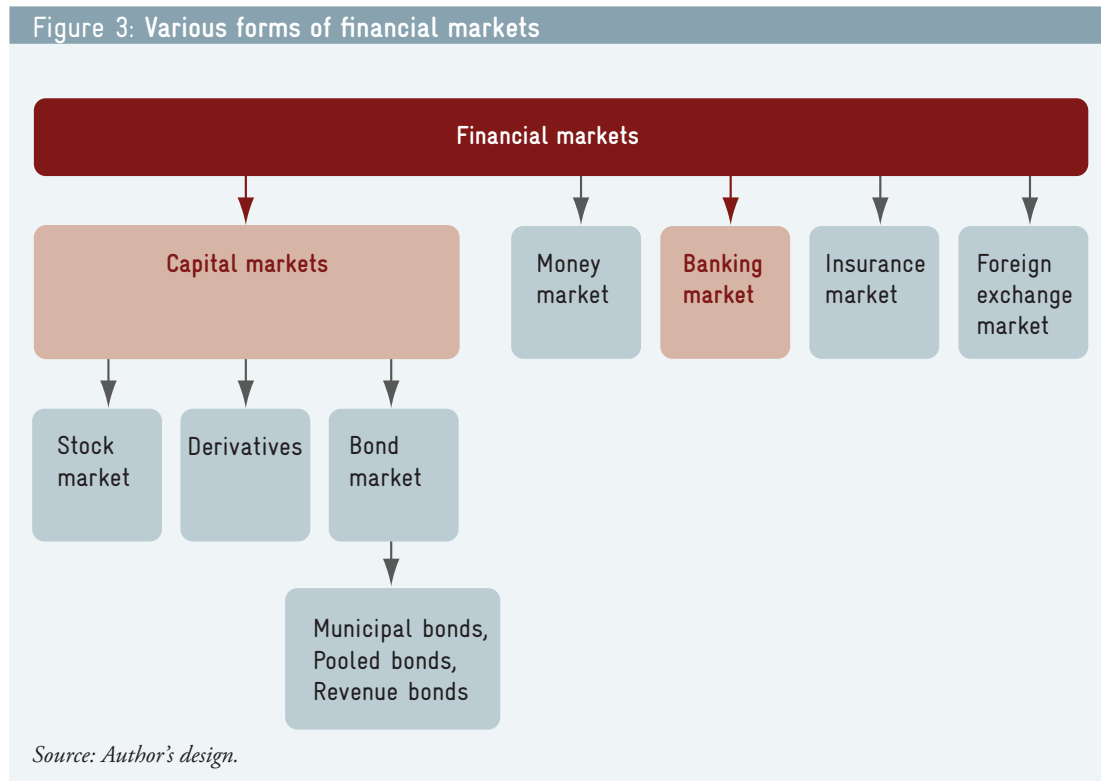 Figure 3: Various forms of financial markets
Financial markets
Capital markets
Money
market
Banking
market
Insurance
market
Foreign
exchange
market
Stock
market
Derivatives
Bond
market
Municipal bonds,
Pooled bonds,
Revenue bonds
Source: Author's design.